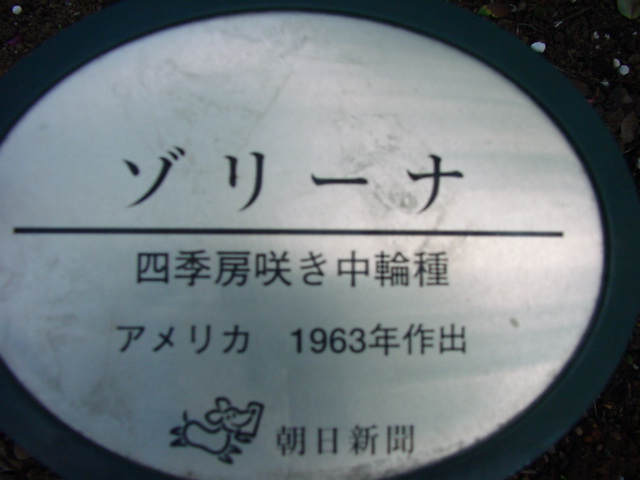 ゾリーナ
四季房咲き中輪種
アメリカ　1963年作出
朝日新聞